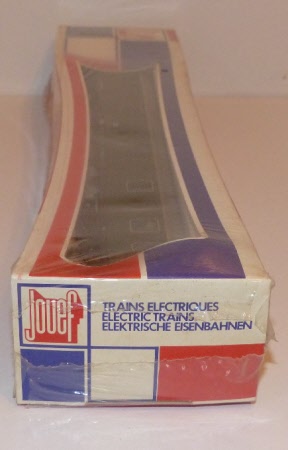 Jouef
TRAINS ELECTRIQUES
ELECTRIC TRAINS
ELEKTRISCHE EISENBAHNEN